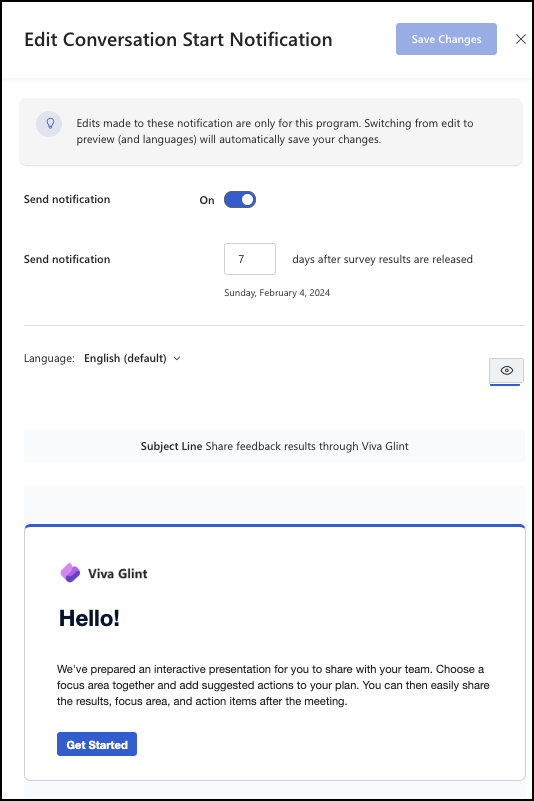 Edit Conversation Start Notification
Save Changes
Edits made to these notification are only for this program. Switching from edit to
preview (and languages) will automatically save your changes.
Send notification
On
Send notification
7
days after survey results are released
Sunday, February 4, 2024
Language: English (default)
Subject Line Share feedback results through Viva Glint
Viva Glint
Hello!
We've prepared an interactive presentation for you to share with your team. Choose a
focus area together and add suggested actions to your plan. You can then easily share
the results, focus area, and action items after the meeting.
Get Started